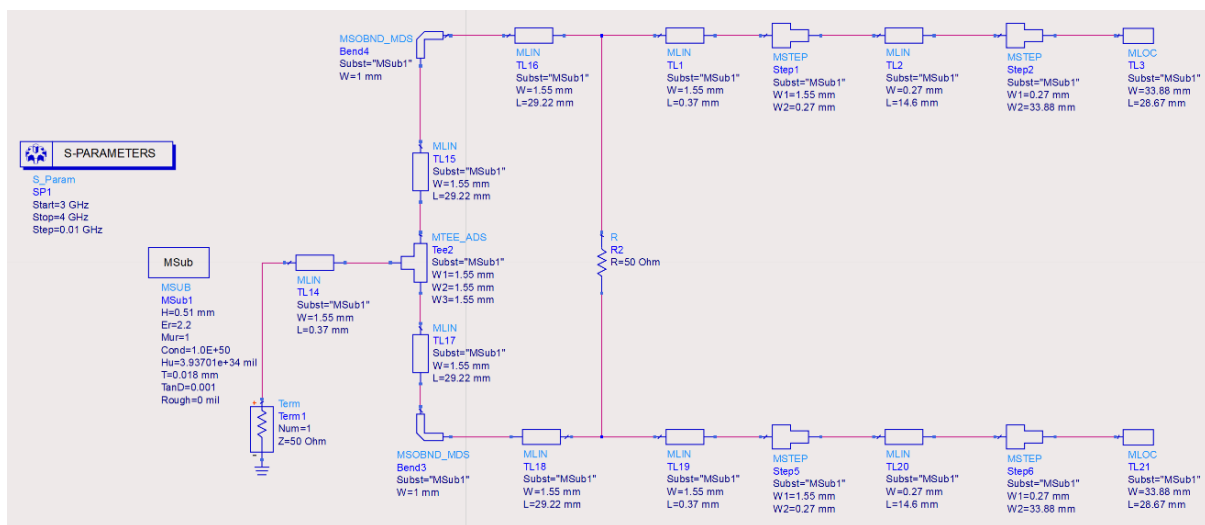 MSOBND_MDS
Bend4
Subst="MSub1"
W=1 mm
MLIN
TL16
Subst="MSub1"
W=1.55 mm
L=29.22 mm
MLIN
TL1
Subst="MSub1"
W=1.55 mm
L=0.37 mm
MSTEP
Step1
Subst="MSub1"
W1=1.55 mm
W2=0.27 mm
MLIN
TL2
Subst="MSub1"
W=0.27 mm
L=14.6 mm
MSTEP
Step2
Subst="MSub1"
W1=0.27 mm
W2=33.88 mm
MLOC
TL3
Subst="MSub1"
W=33.88 mm
L=28.67 mm
S-PARAMETERS
S_Param
SP1
Start=3 GHz
Stop=4 GHz
Step=0.01 GHz
MLIN
TL15
Subst="MSub1"
W=1.55 mm
L=29.22 mm
MTEE_ADS
Tee2
Subst="MSub1"
W1=1.55 mm
W2=1.55 mm
W3=1.55 mm
R
R2
R=50 Ohm
MSub
MSUB
MSub1
H=0.51 mm
Er=2.2
Mur=1
Cond=1.0E+50
Hu=3.93701e+34 mil
T=0.018 mm
TanD=0.001
Rough=0 mil
MLIN
TL14
Subst="MSub1"
W=1.55 mm
L=0.37 mm
MLIN
TL17
Subst="MSub1"
W=1.55 mm
L=29.22 mm
+
Term
Term1
Num=1
Z=50 Ohm
-
MSOBND_MDS
Bend3
Subst="MSub1"
W=1 mm
MLIN
TL18
Subst="MSub1"
W=1.55 mm
L=29.22 mm
MLIN
TL19
Subst="MSub1"
W=1.55 mm
L=0.37 mm
MSTEP
Step5
Subst="MSub1"
W1=1.55 mm
W2=0.27 mm
MLIN
TL20
Subst="MSub1"
W=0.27 mm
L=14.6 mm
MSTEP
Step6
Subst="MSub1"
W1=0.27 mm
W2=33.88 mm
MLOC
TL21
Subst="MSub1"
W=33.88 mm
L=28.67 mm